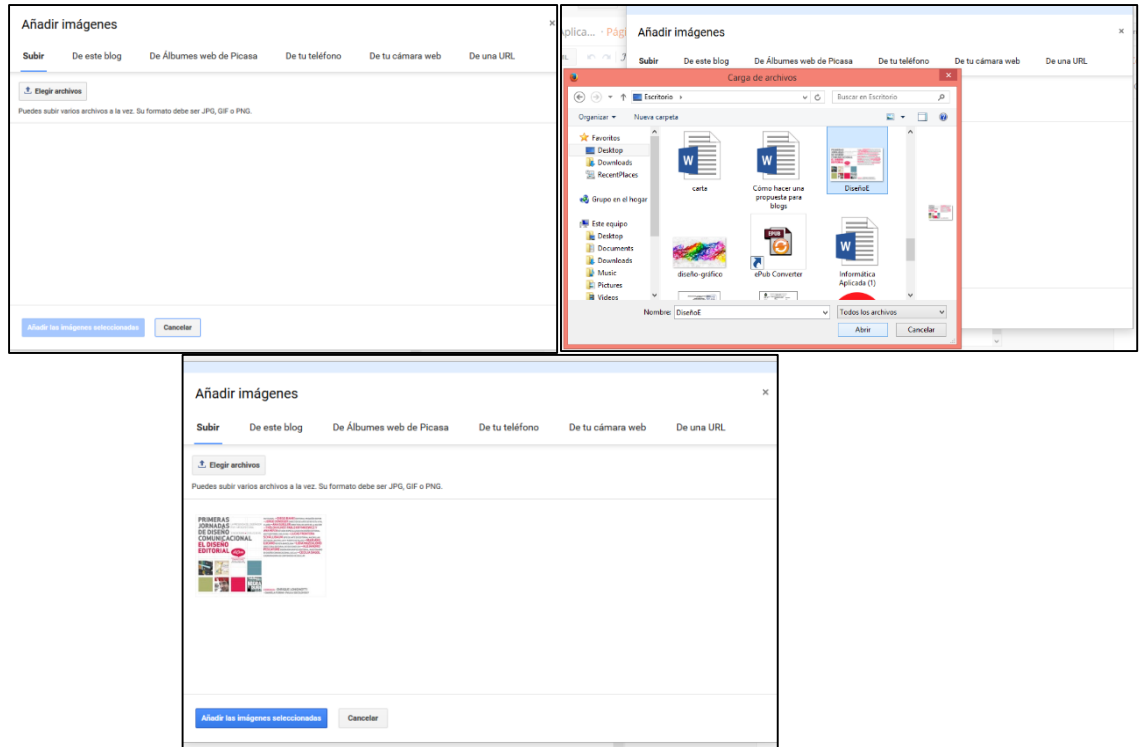 Añadir imágenes
×
Subir De este blog De Álbumes web de Picasa De tu teléfono De tu cámara web De una URL
Elegir archivos
Puedes subir varios archivos a la vez. Su formato debe ser JPG, GIF o PNG.
Añadir las imágenes seleccionadas Cancelar
Aplica... · Pági
Añadir imágenes
×
Subir De este blog De Álbumes web de Picasa De tu teléfono De tu cámara web De una URL
Carga de archivos
Escritorio
Buscar en Escritorio
Organizar Nueva carpeta
Favoritos
Desktop
Downloads
RecentPlaces
Grupo en el hogar
Este equipo
Desktop
Documents
Downloads
Music
Pictures
Videos
carta
Cómo hacer una
propuesta para
blogs
DiseñoE
diseño-gráfico
EPUB
ePub Converter
Informática
Aplicada (1)
Nombre: DiseñoE
Todos los archivos
Abrir Cancelar
Añadir imágenes
×
Subir De este blog De Álbumes web de Picasa De tu teléfono De tu cámara web De una URL
Elegir archivos
Puedes subir varios archivos a la vez. Su formato debe ser JPG, GIF o PNG.
PRIMERAS
JORNADAS
DE DISEÑO
COMUNICACIONAL
EL DISEÑO
EDITORIAL
Añadir las imágenes seleccionadas Cancelar